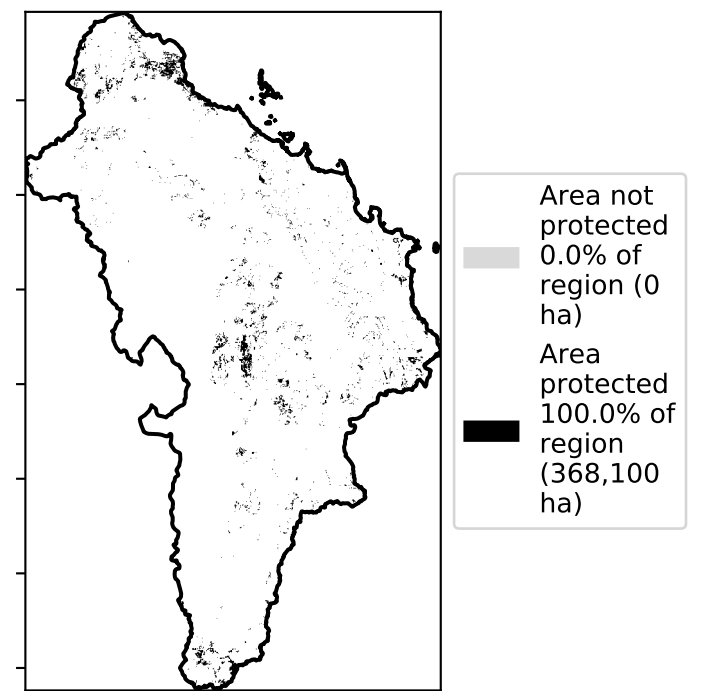 Area not
protected
0.0% of
region (0
ha)
Area
protected
100.0% of
region
(368,100
ha)